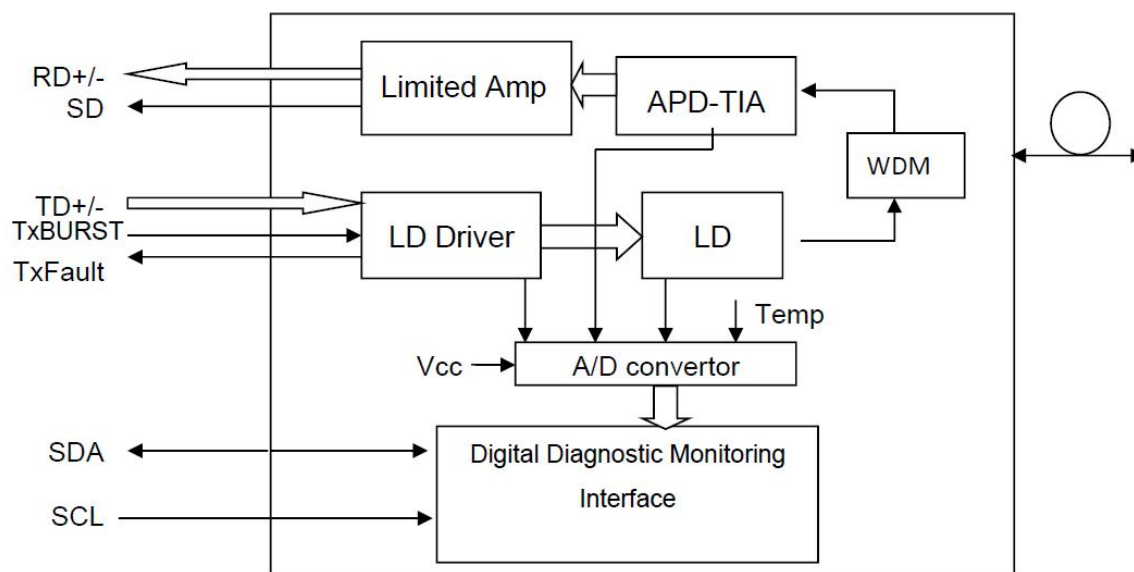 RD+/-
SD
Limited Amp
APD-TIA
WDM
TD+/-
TxBURST
TxFault
LD Driver
LD
Temp
Vcc
A/D convertor
SDA
SCL
Digital Diagnostic Monitoring
Interface